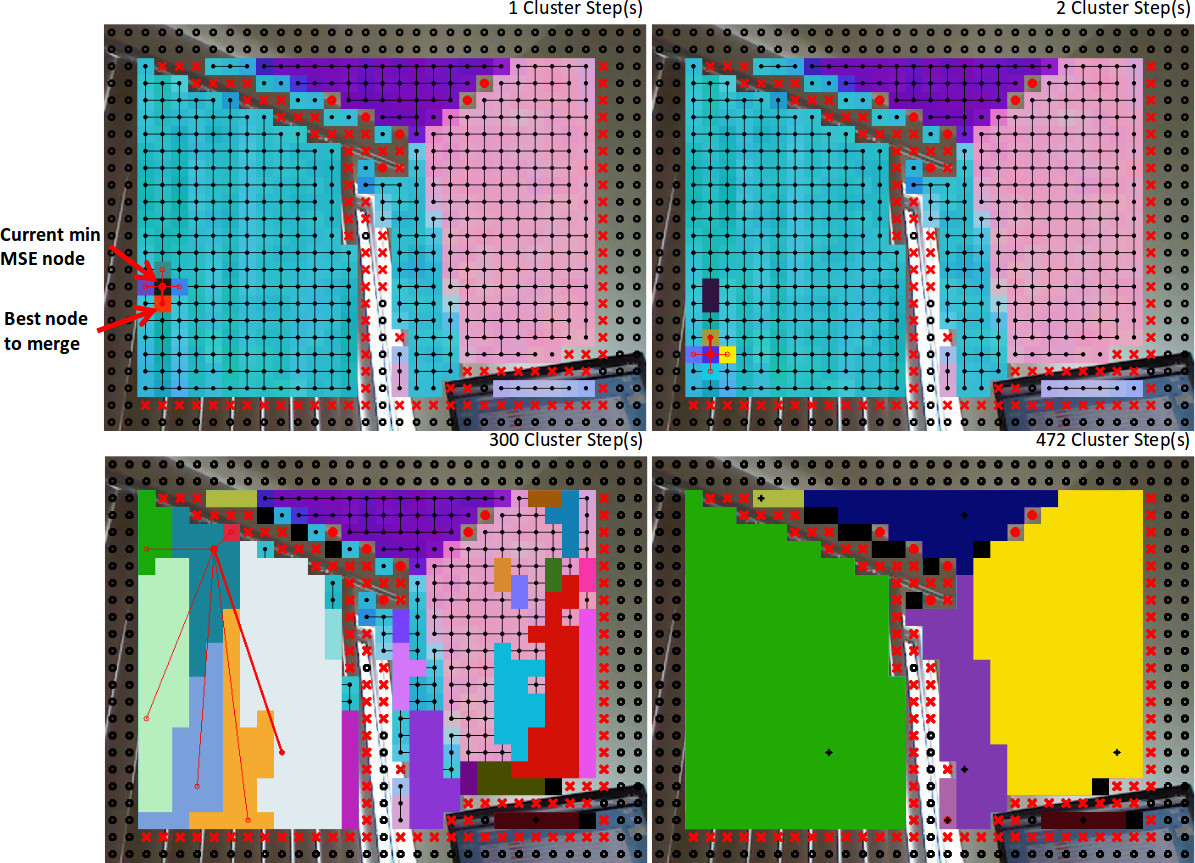 1 Cluster Step(s)
2 Cluster Step(s)
Current min
MSE node
Best node
to merge
300 Cluster Step(s)
472 Cluster Step(s)